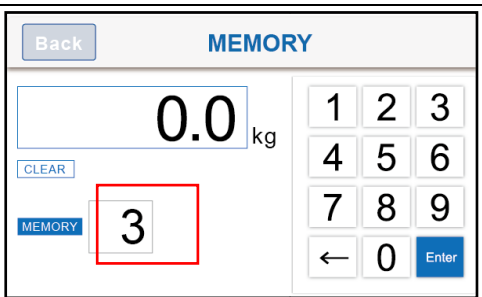 Back MEMORY
0.0 kg
CLEAR
MEMORY 3
1 2 3
4 5 6
7 8 9
← 0 Enter